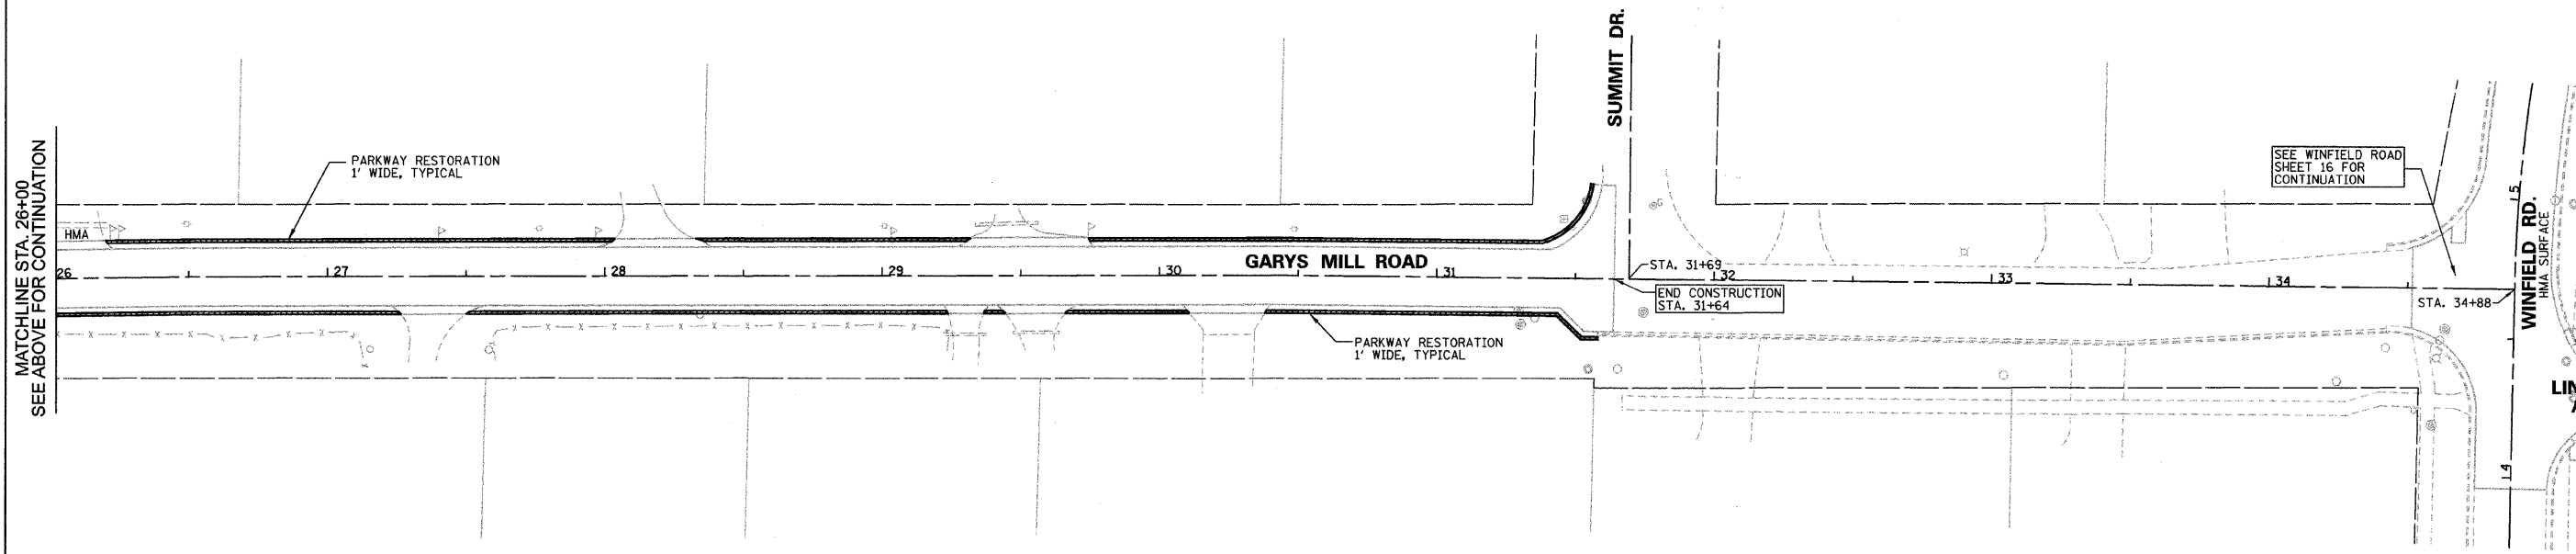 MATCHLINE STA. 26+00
SEE ABOVE FOR CONTINUATION
HMA
PARKWAY RESTORATION
1' WIDE, TYPICAL
26
27
28
29
30
31
32
33
34
GARYS MILL ROAD
SUMMIT DR.
STA. 31+69
END CONSTRUCTION
STA. 31+64
PARKWAY RESTORATION
1' WIDE, TYPICAL
SEE WINFIELD ROAD
SHEET 16 FOR
CONTINUATION
STA. 34+88
15
WINFIELD RD.
HMA SURFACE
14
LIN